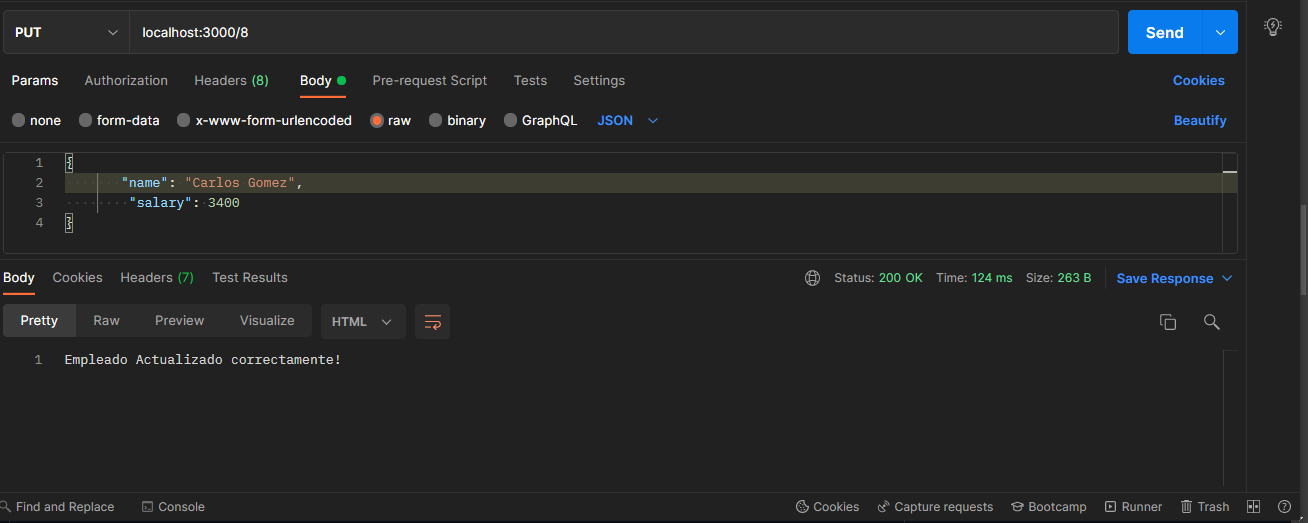 PUT localhost:3000/8 Send
Params Authorization Headers (8) Body Pre-request Script Tests Settings Cookies
none form-data x-www-form-urlencoded raw binary GraphQL JSON Beautify
1 {
2 "name": "Carlos Gomez",
3 "salary": 3400
4 }
Body Cookies Headers (7) Test Results Status: 200 OK Time: 124 ms Size: 263 B Save Response
Pretty Raw Preview Visualize HTML
1 Empleado Actualizado correctamente!
Find and Replace Console Cookies Capture requests Bootcamp Runner Trash